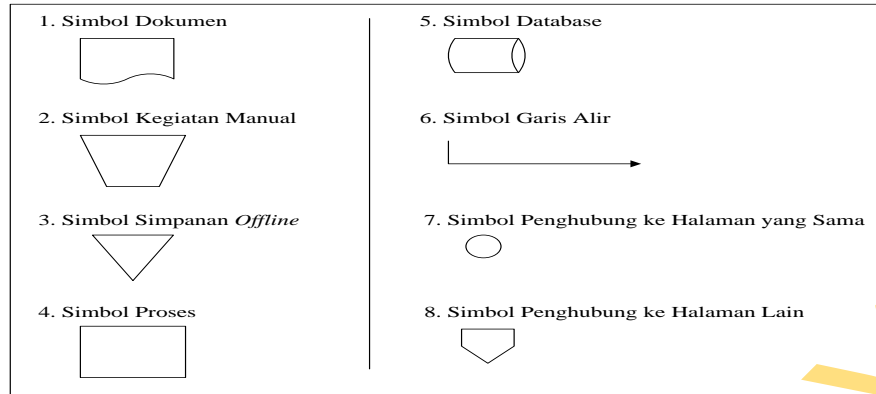 1. Simbol Dokumen
2. Simbol Kegiatan Manual
3. Simbol Simpanan Offline
4. Simbol Proses
5. Simbol Database
6. Simbol Garis Alir
7. Simbol Penghubung ke Halaman yang Sama
8. Simbol Penghubung ke Halaman Lain